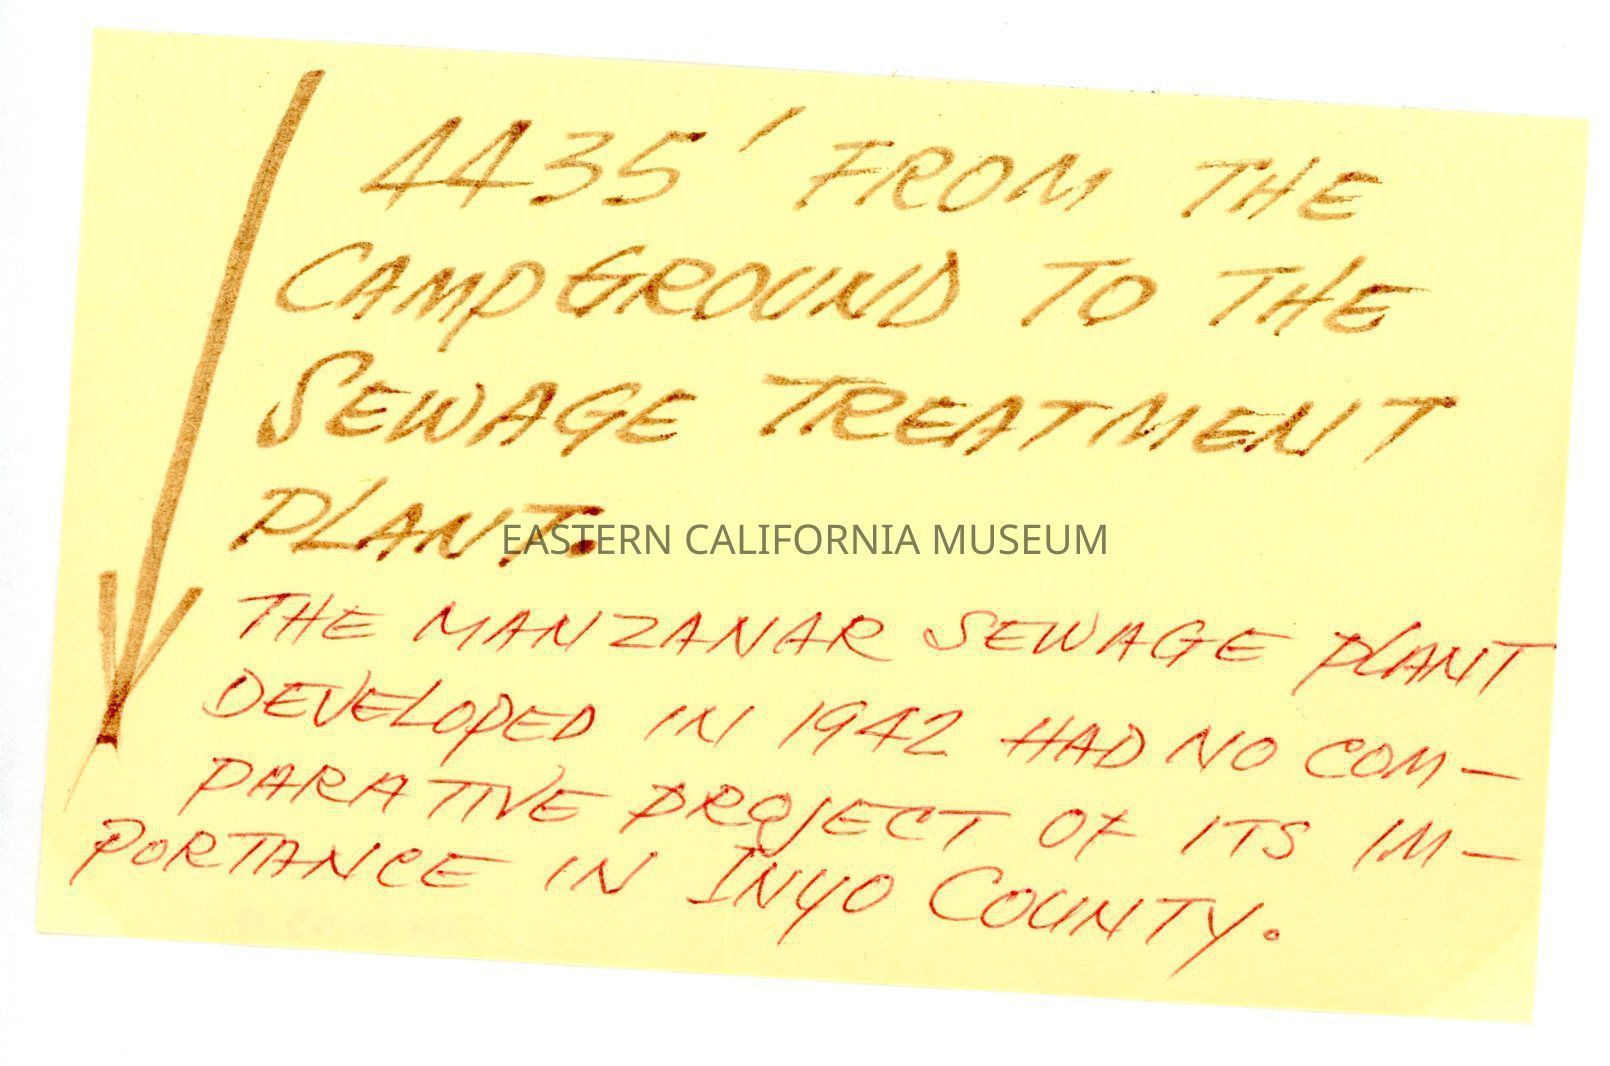 4435' FROM THE
CAMPGROUND TO THE
SEWAGE TREATMENT
PLANT.
EASTERN CALIFORNIA MUSEUM
THE MANZANAR SEWAGE PLANT
DEVELOPED IN 1942 HAD NO COM-
PARATIVE PROJECT OF ITS IM-
PORTANCE IN INYO COUNTY.